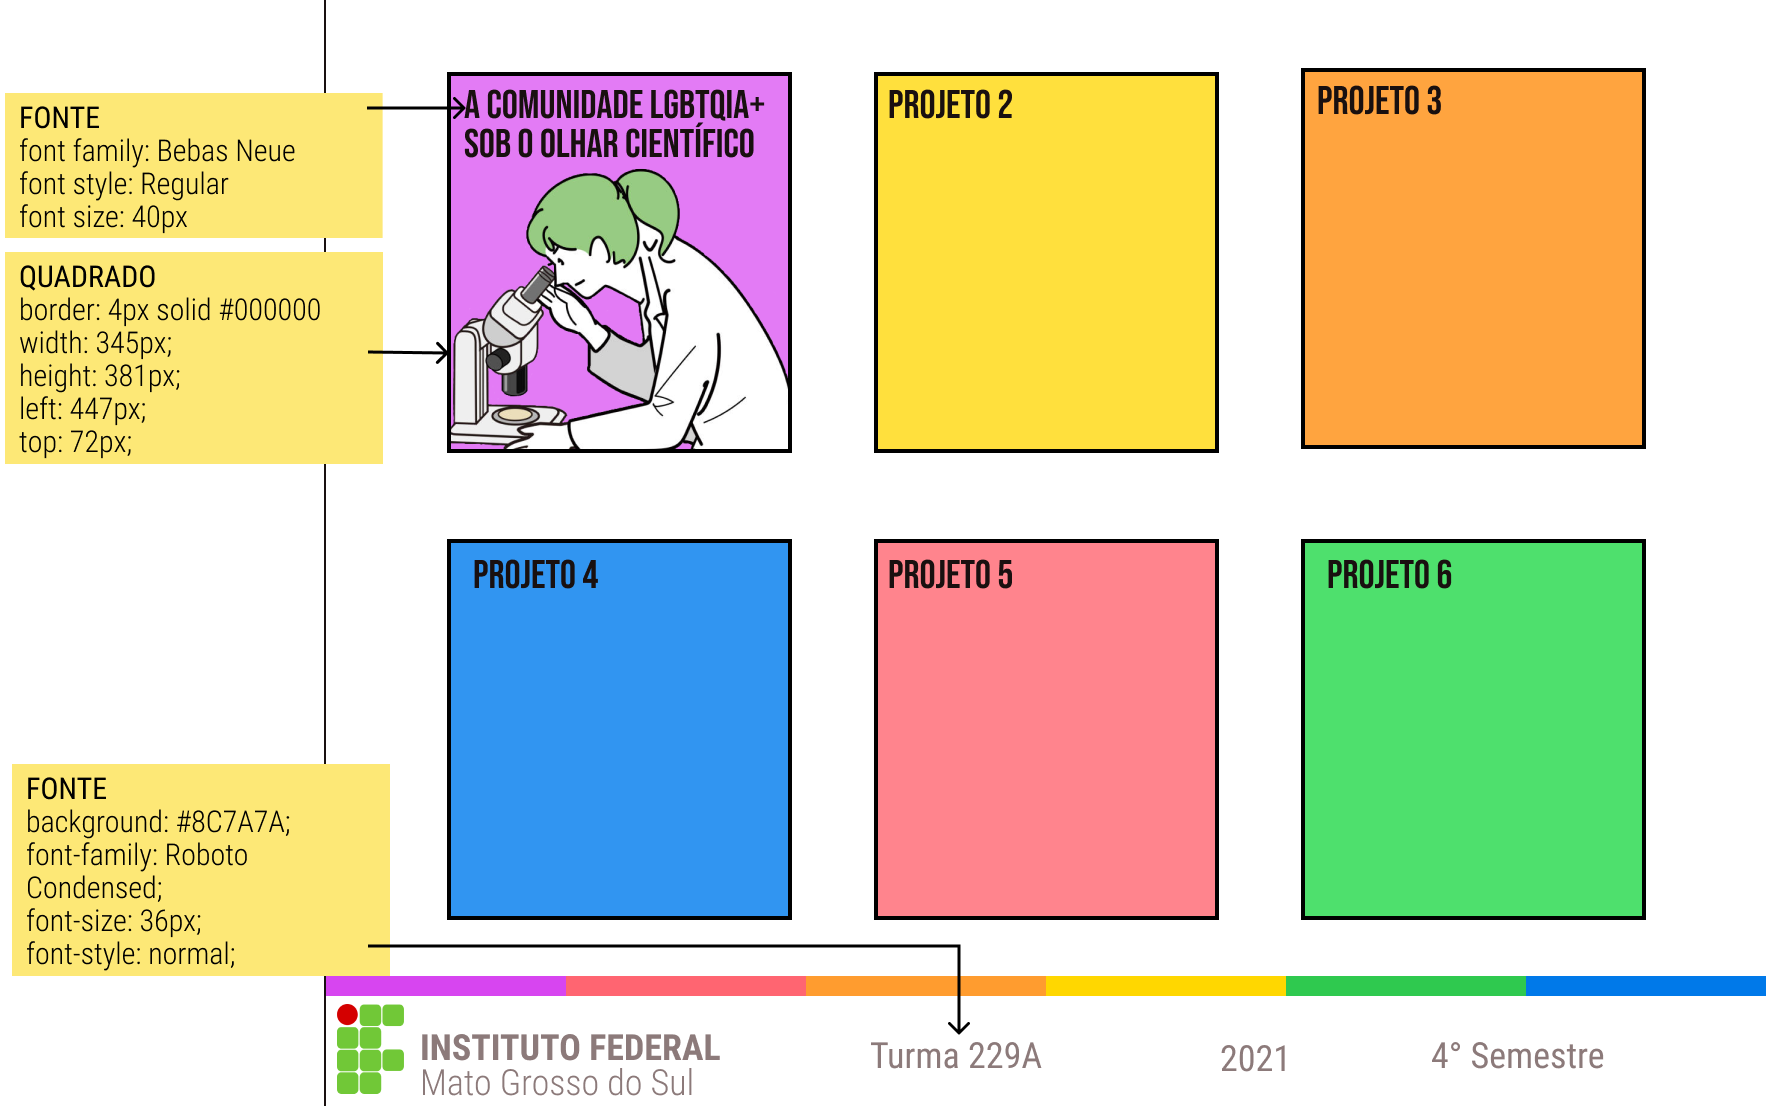 FONTE
font family: Bebas Neue
font style: Regular
font size: 40px
QUADRADO
border: 4px solid #000000
width: 345px;
height: 381px;
left: 447px;
top: 72px;
A COMUNIDADE LGBTQIA+
SOB O OLHAR CIENTÍFICO
PROJETO 2
PROJETO 3
PROJETO 4
PROJETO 5
PROJETO 6
FONTE
background: #8C7A7A;
font-family: Roboto
Condensed;
font-size: 36px;
font-style: normal;
INSTITUTO FEDERAL
Mato Grosso do Sul
Turma 229A
2021
4° Semestre